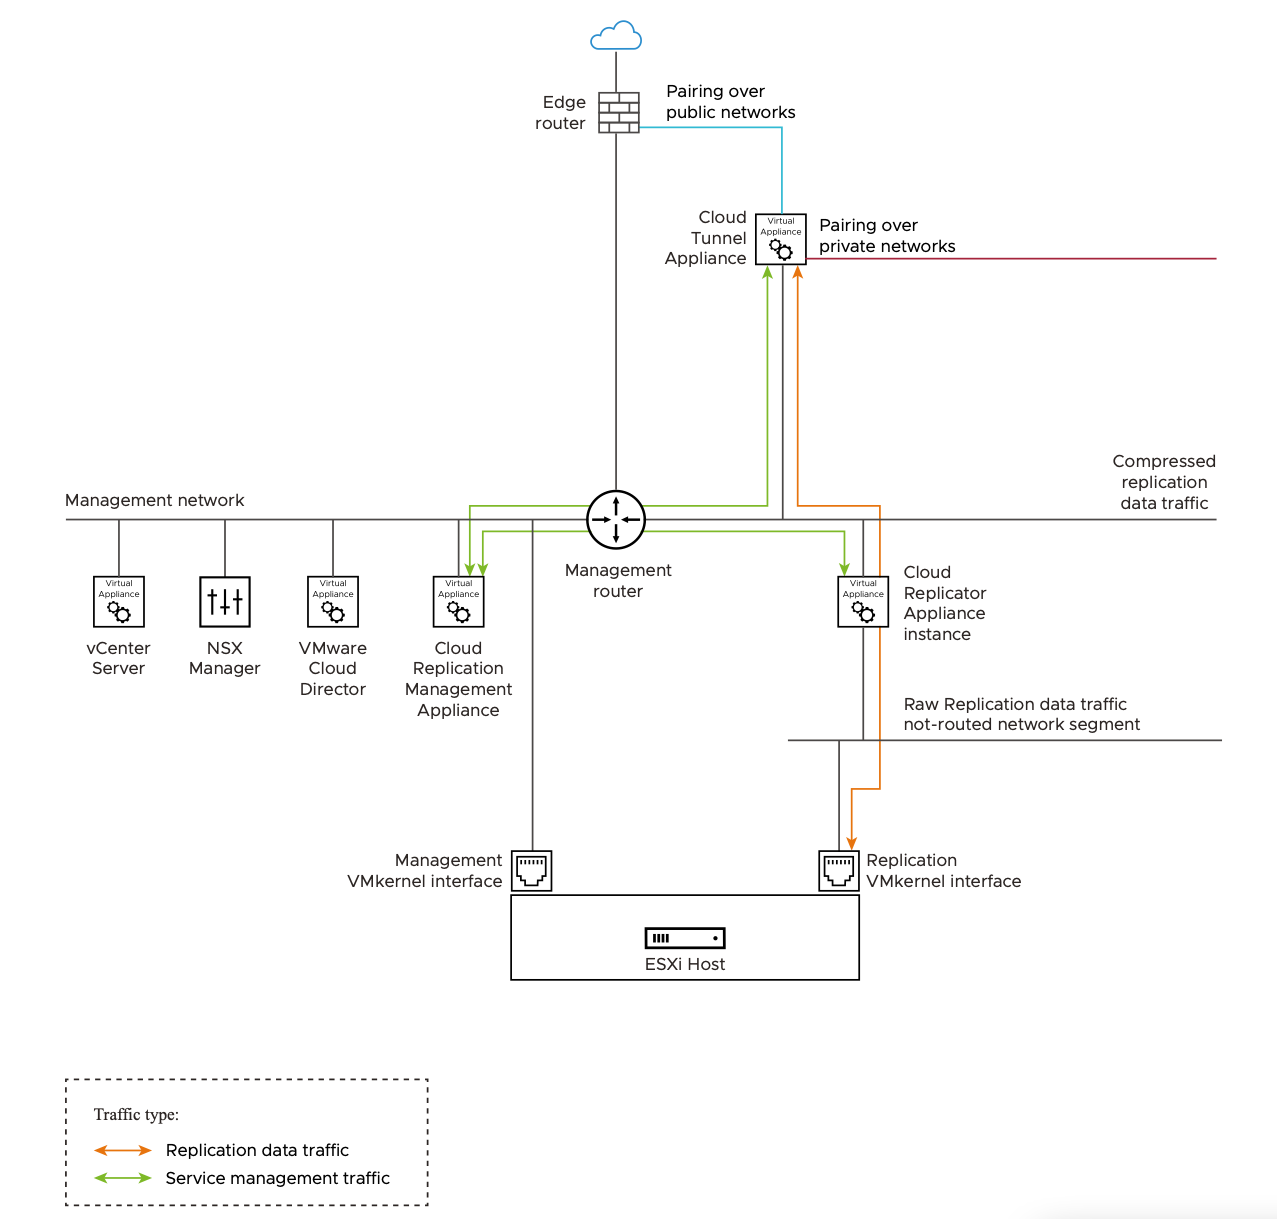 Edge
router
Pairing over
public networks
Cloud
Tunnel
Appliance
Virtual
Appliance
Pairing over
private networks
Compressed
replication
data traffic
Management network
Management
router
Virtual
Appliance
vCenter
Server
NSX
Manager
Virtual
Appliance
VMware
Cloud
Director
Virtual
Appliance
Cloud
Replication
Management
Appliance
Virtual
Appliance
Cloud
Replicator
Appliance
instance
Raw Replication data traffic
not-routed network segment
Management
VMkernel interface
Replication
VMkernel interface
ESXi Host
Traffic type:
Replication data traffic
Service management traffic